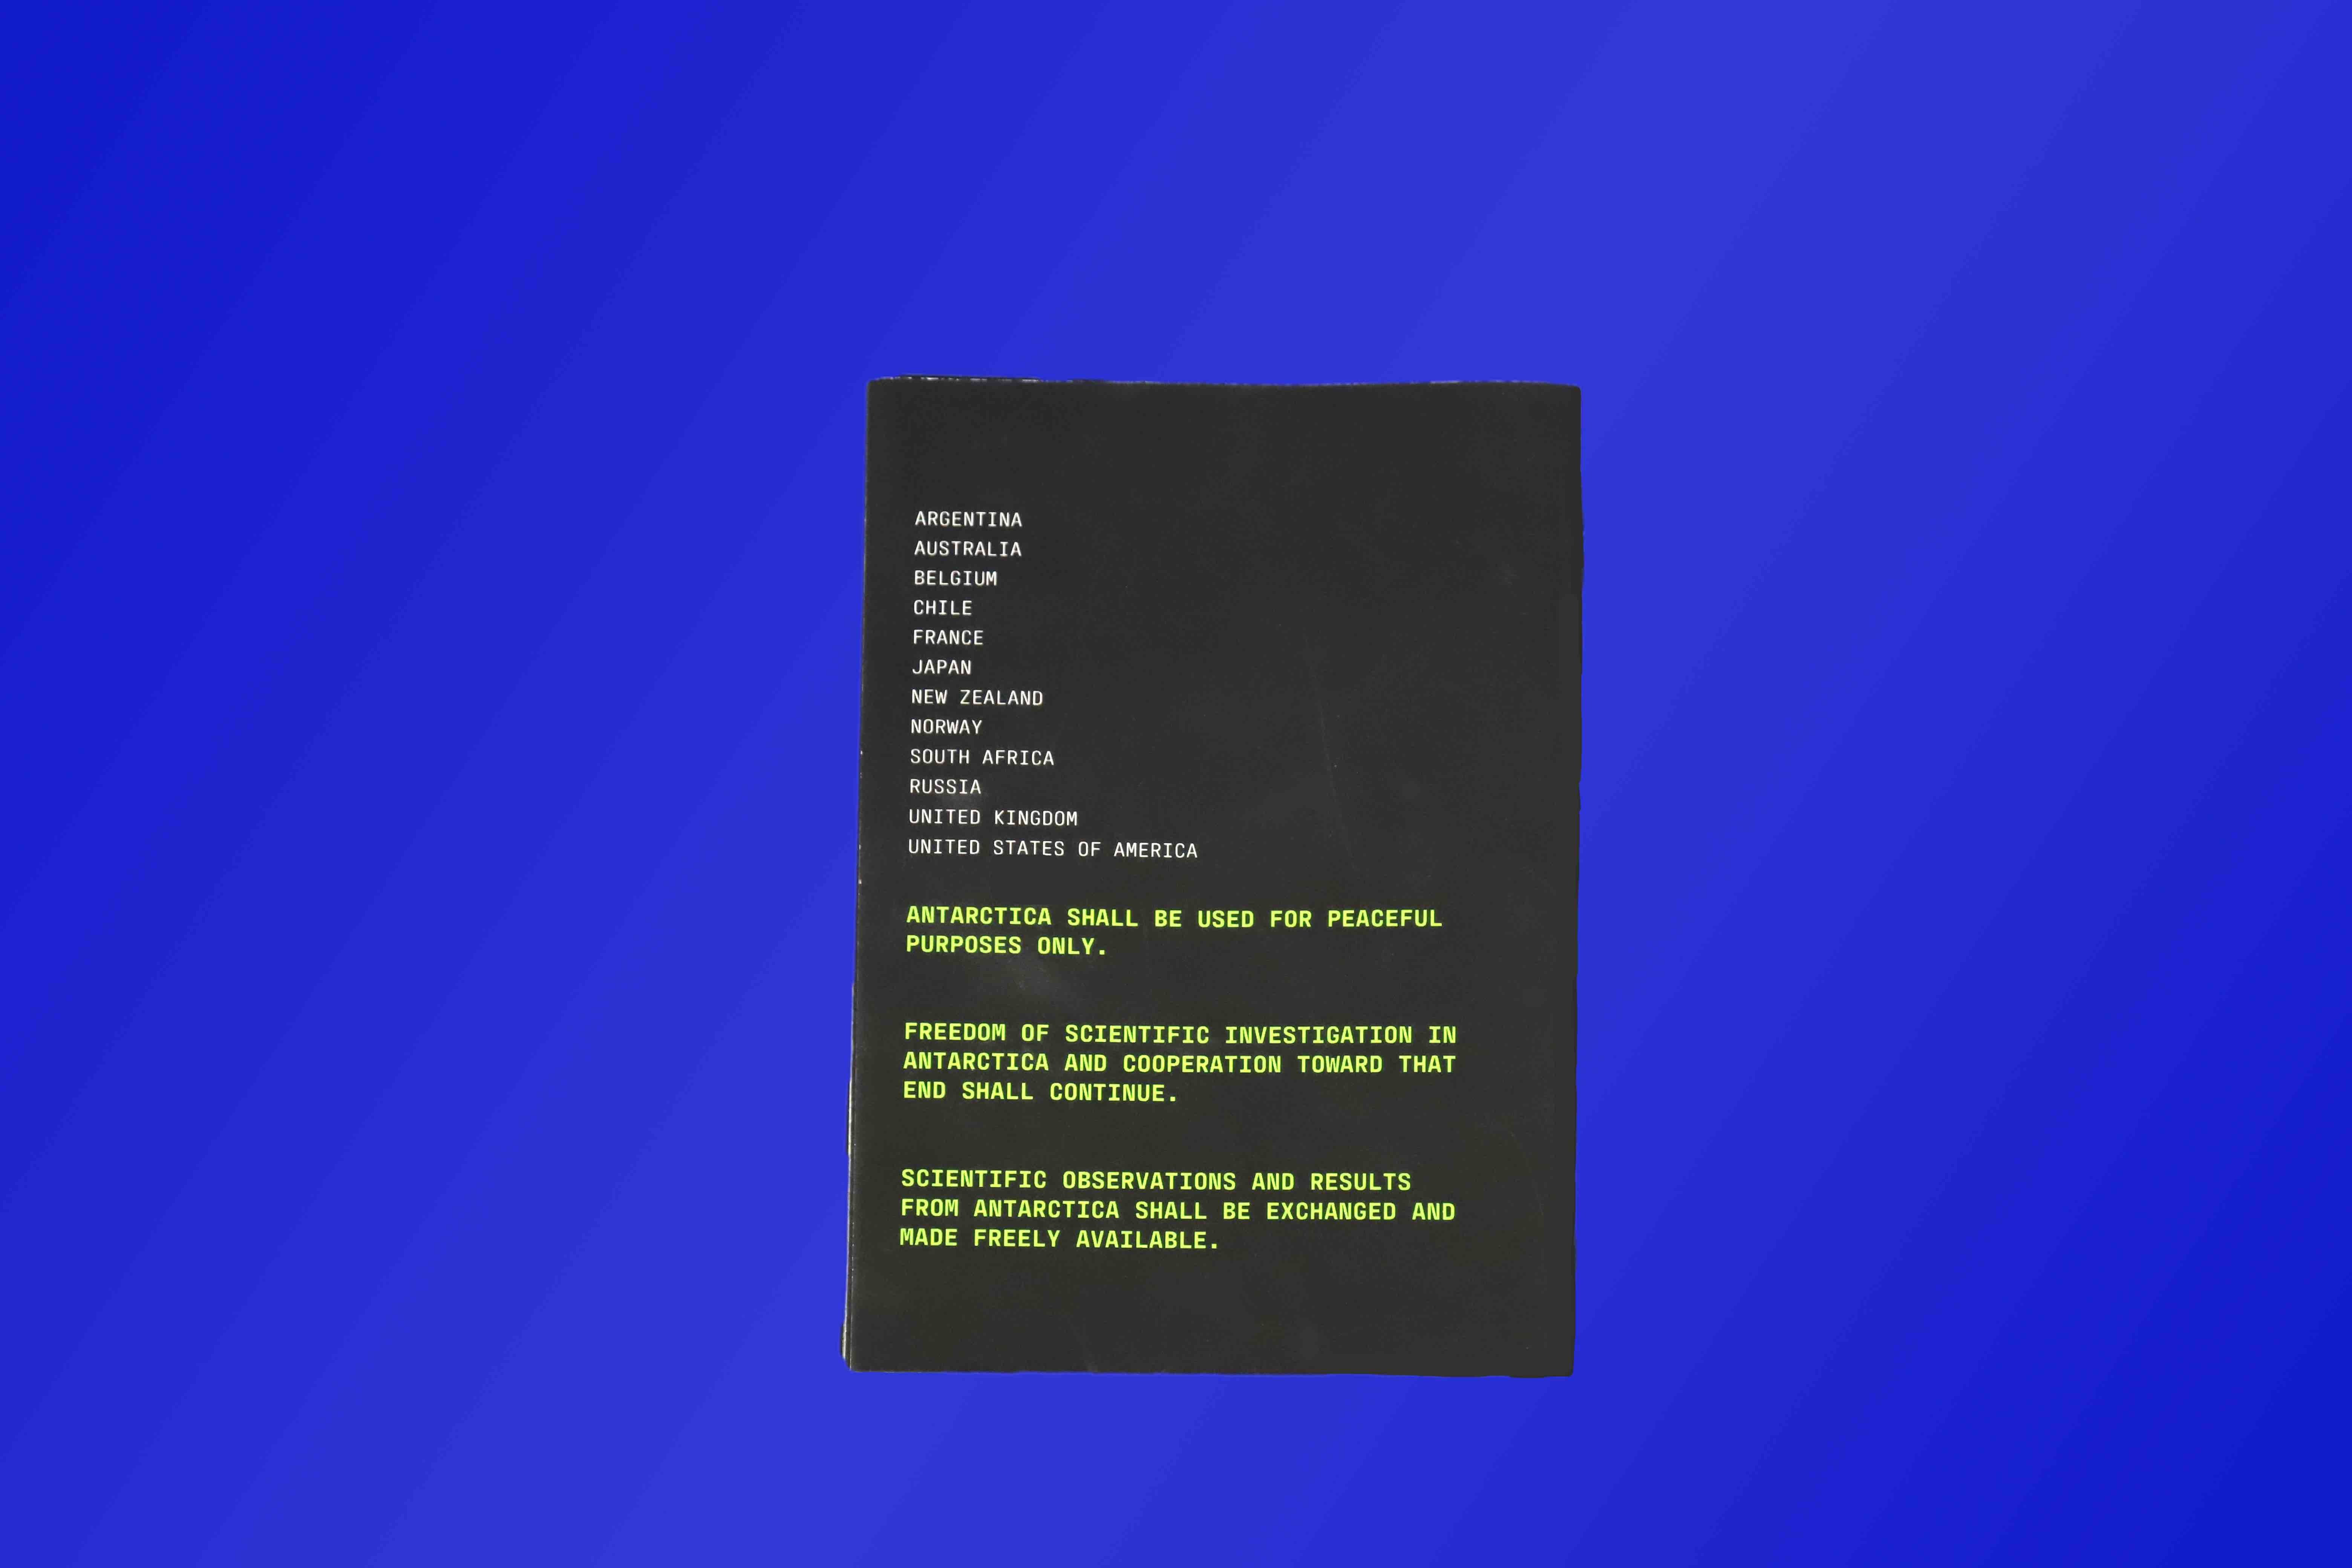 ARGENTINA
AUSTRALIA
BELGIUM
CHILE
FRANCE
JAPAN
NEW ZEALAND
NORWAY
SOUTH AFRICA
RUSSIA
UNITED KINGDOM
UNITED STATES OF AMERICA
ANTARCTICA SHALL BE USED FOR PEACEFUL
PURPOSES ONLY.
FREEDOM OF SCIENTIFIC INVESTIGATION IN
ANTARCTICA AND COOPERATION TOWARD THAT
END SHALL CONTINUE.
SCIENTIFIC OBSERVATIONS AND RESULTS
FROM ANTARCTICA SHALL BE EXCHANGED AND
MADE FREELY AVAILABLE.